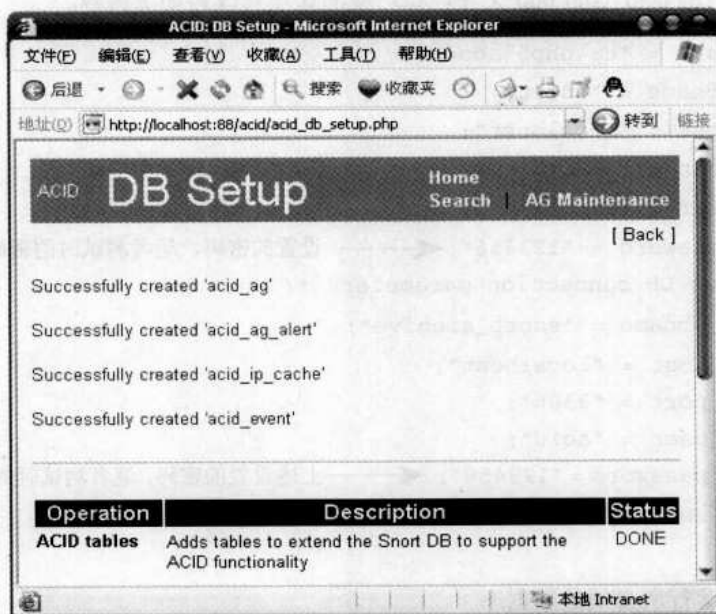 ACID: DB Setup - Microsoft Internet Explorer
文件(F) 编辑(E) 查看(V) 收藏(A) 工具(T) 帮助(H)
后退 搜索 收藏夹
地址(D) http://localhost:88/acid/acid_db_setup.php 转到 链接
ACID DB Setup
Home
Search | AG Maintenance
[ Back ]
Successfully created 'acid_ag'
Successfully created 'acid_ag_alert'
Successfully created 'acid_ip_cache'
Successfully created 'acid_event'
Operation Description Status
ACID tables Adds tables to extend the Snort DB to support the ACID functionality DONE
本地 Intranet